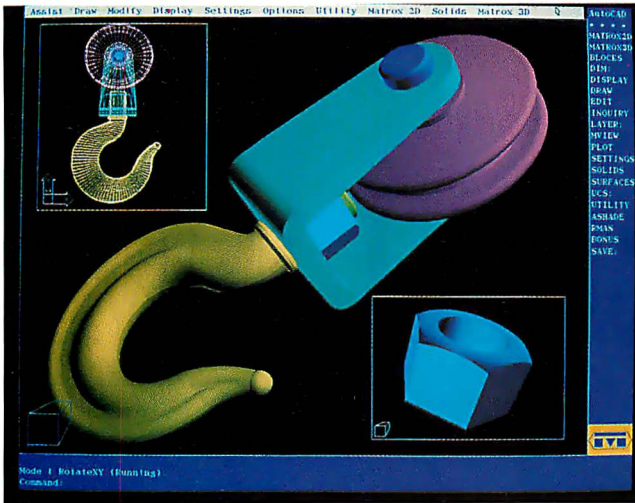 Assist Draw Modify Display Settings Options Utility Matrox 2D Solids Matrox 3D
AutoCAD
* * * *
MATROX2D
MATROX3D
BLOCKS
DIM:
DISPLAY
DRAW
EDIT
INQUIRY
LAYER:
MVIEW
PLOT
SETTINGS
SOLIDS
SURFACES
UCS:
UTILITY
ASHADE
RMAN
BONUS
SAVE:
Mode : RotateXY (Running)
Command: